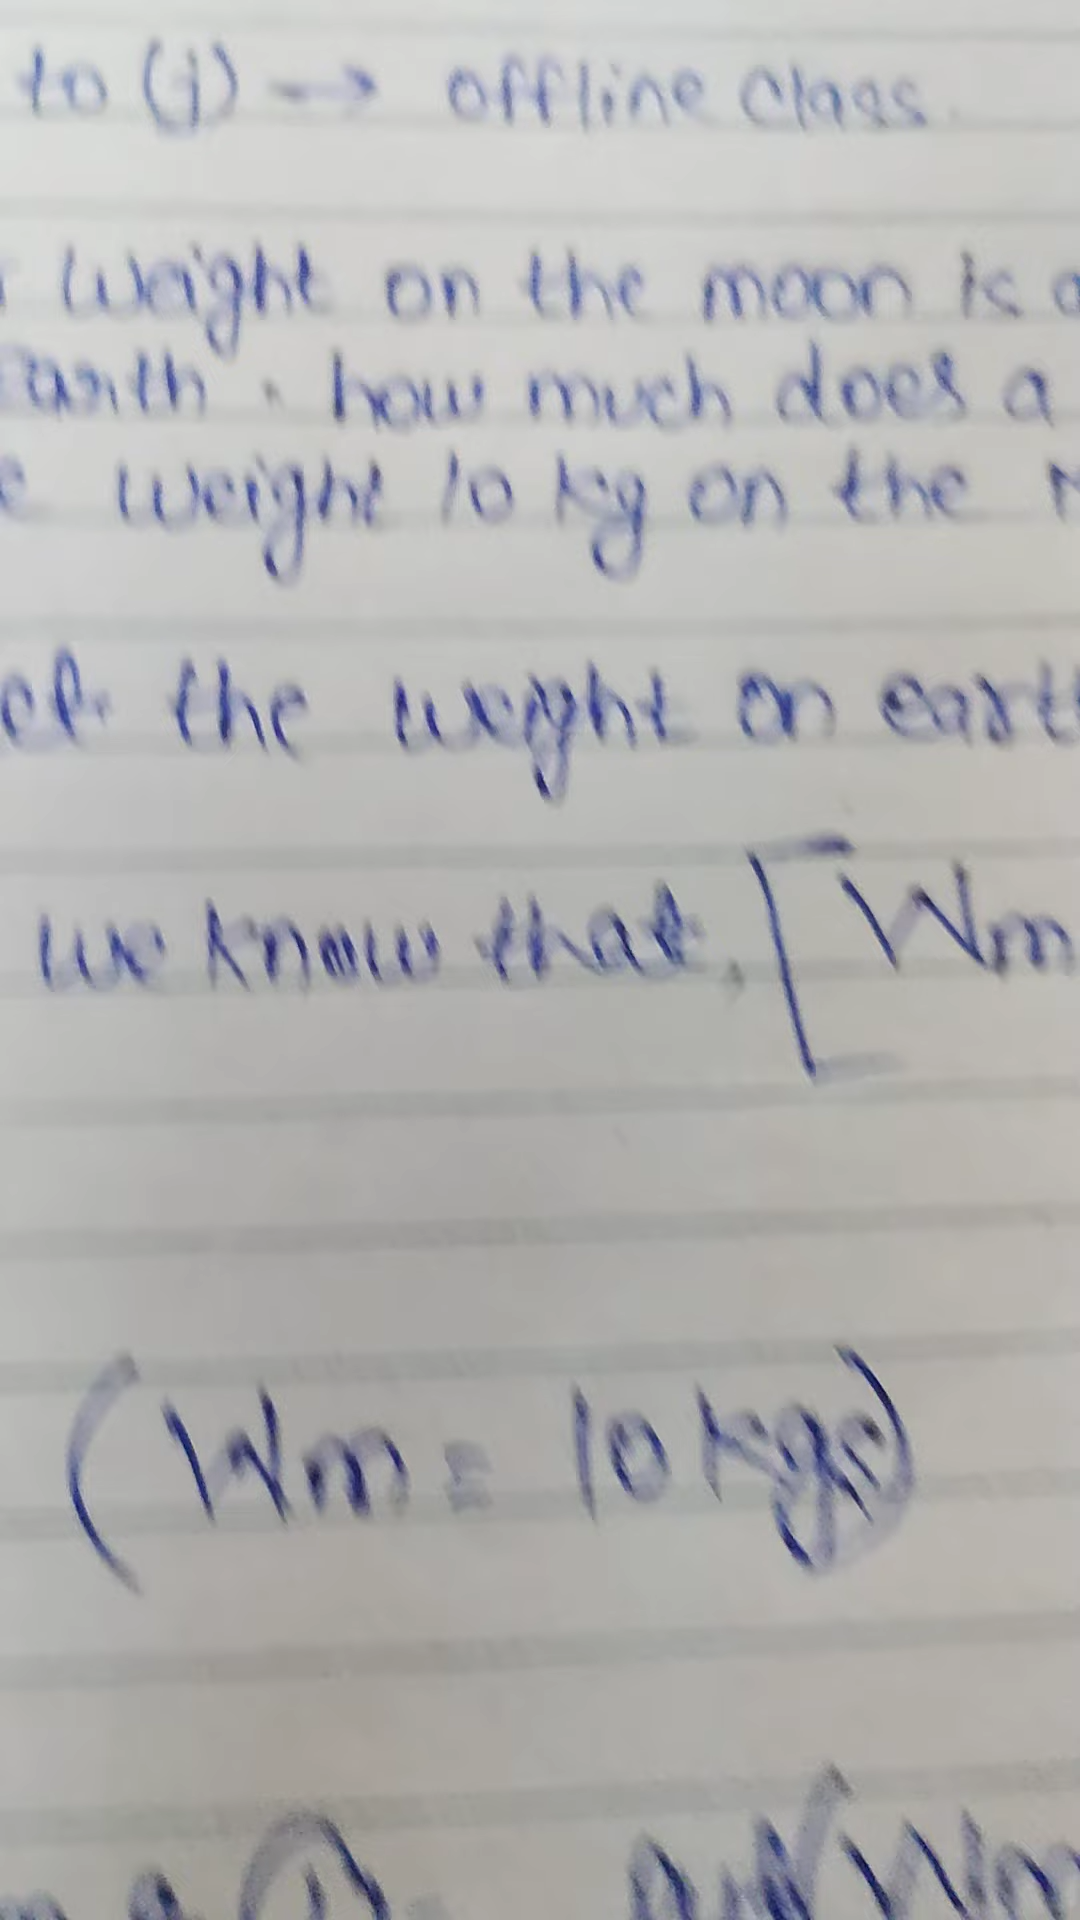 to (j) → offline class.
Weight on the moon is
Earth. how much does a
weight 10 kg on the
of the weight on earth
we know that, [Wm
(Wm = 10 kgs)
Wm